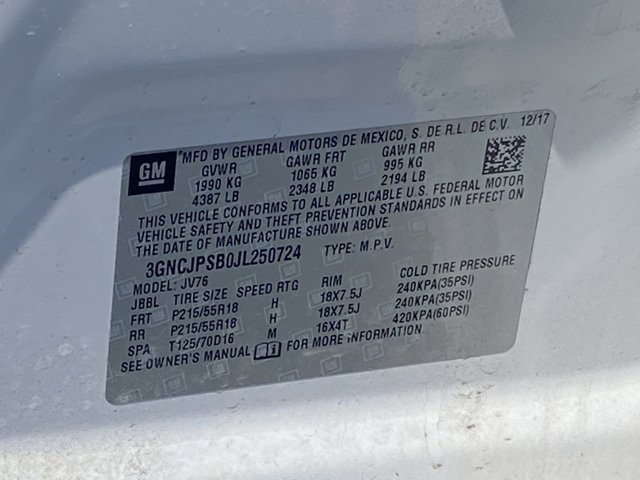 GM *MFD BY GENERAL MOTORS DE MEXICO, S. DE R.L. DE C.V. 12/17
GVWR GAWR FRT GAWR RR
1990 KG 1065 KG 995 KG
4387 LB 2348 LB 2194 LB
THIS VEHICLE CONFORMS TO ALL APPLICABLE U.S. FEDERAL MOTOR
VEHICLE SAFETY AND THEFT PREVENTION STANDARDS IN EFFECT ON
THE DATE OF MANUFACTURE SHOWN ABOVE.
3GNCJPSB0JL250724 TYPE: M.P.V.
MODEL: JV76
JBBL TIRE SIZE SPEED RTG RIM COLD TIRE PRESSURE
FRT P215/55R18 H 18X7.5J 240KPA(35PSI)
RR P215/55R18 H 18X7.5J 240KPA(35PSI)
SPA T125/70D16 M 16X4T 420KPA(60PSI)
SEE OWNER'S MANUAL FOR MORE INFORMATION.